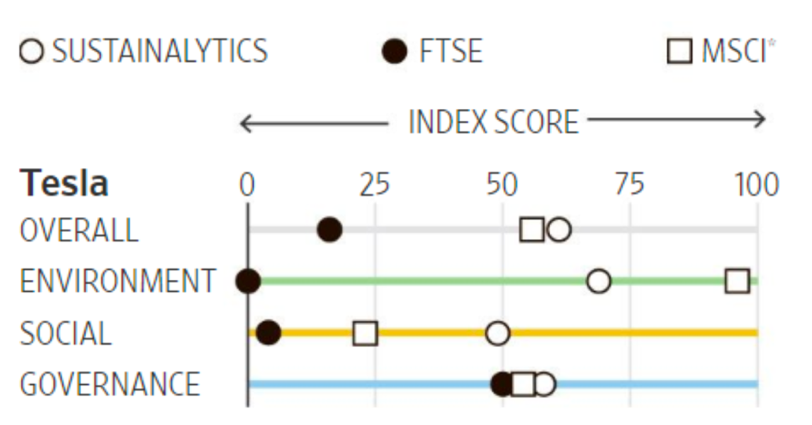 SUSTAINALYTICS FTSE MSCI*
INDEX SCORE
Tesla 0 25 50 75 100
OVERALL
ENVIRONMENT
SOCIAL
GOVERNANCE